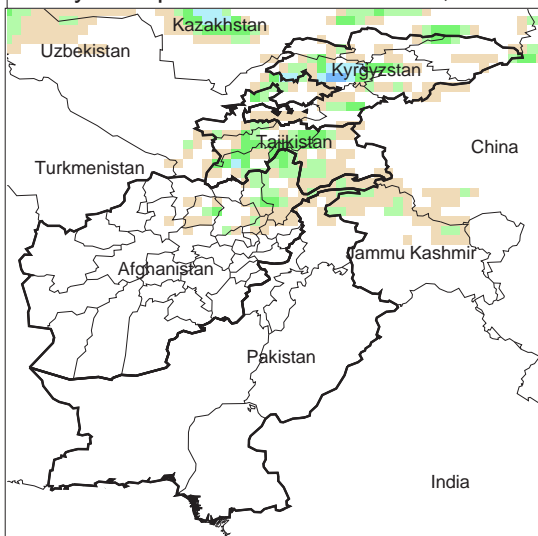 Kazakhstan
Uzbekistan
Kyrgyzstan
Tajikistan
China
Turkmenistan
Jammu Kashmir
Afghanistan
Pakistan
India